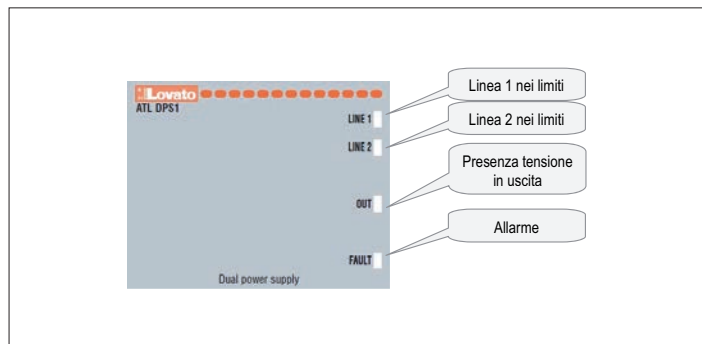 Lovato
ATL DPS1
LINE 1
LINE 2
OUT
FAULT
Dual power supply
Linea 1 nei limiti
Linea 2 nei limiti
Presenza tensione
in uscita
Allarme